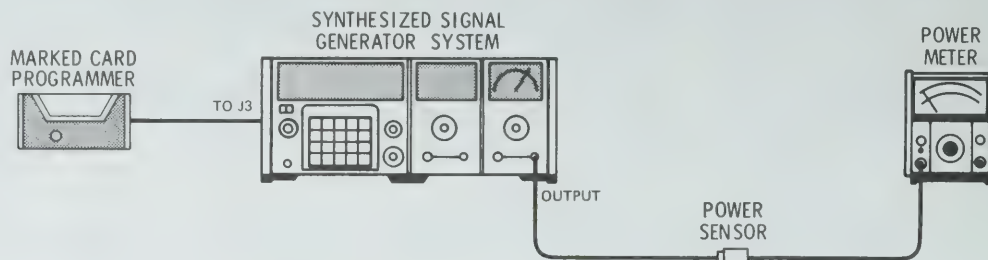 SYNTHESIZED SIGNAL
GENERATOR SYSTEM
MARKED CARD
PROGRAMMER
POWER
METER
TO J3
OUTPUT
POWER
SENSOR